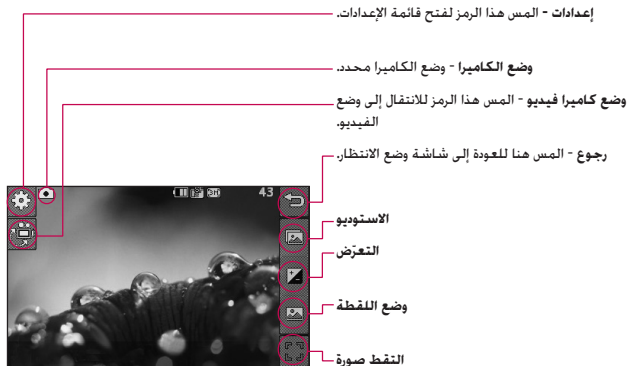 إعدادات - المس هذا الرمز لفتح قائمة الإعدادات.
وضع الكاميرا - وضع الكاميرا محدد.
وضع كاميرا فيديو - المس هذا الرمز للانتقال إلى وضع
الفيديو.
رجوع - المس هنا للعودة إلى شاشة وضع الانتظار.
43
3M
الاستوديو
التعرّض
وضع اللقطة
التقط صورة